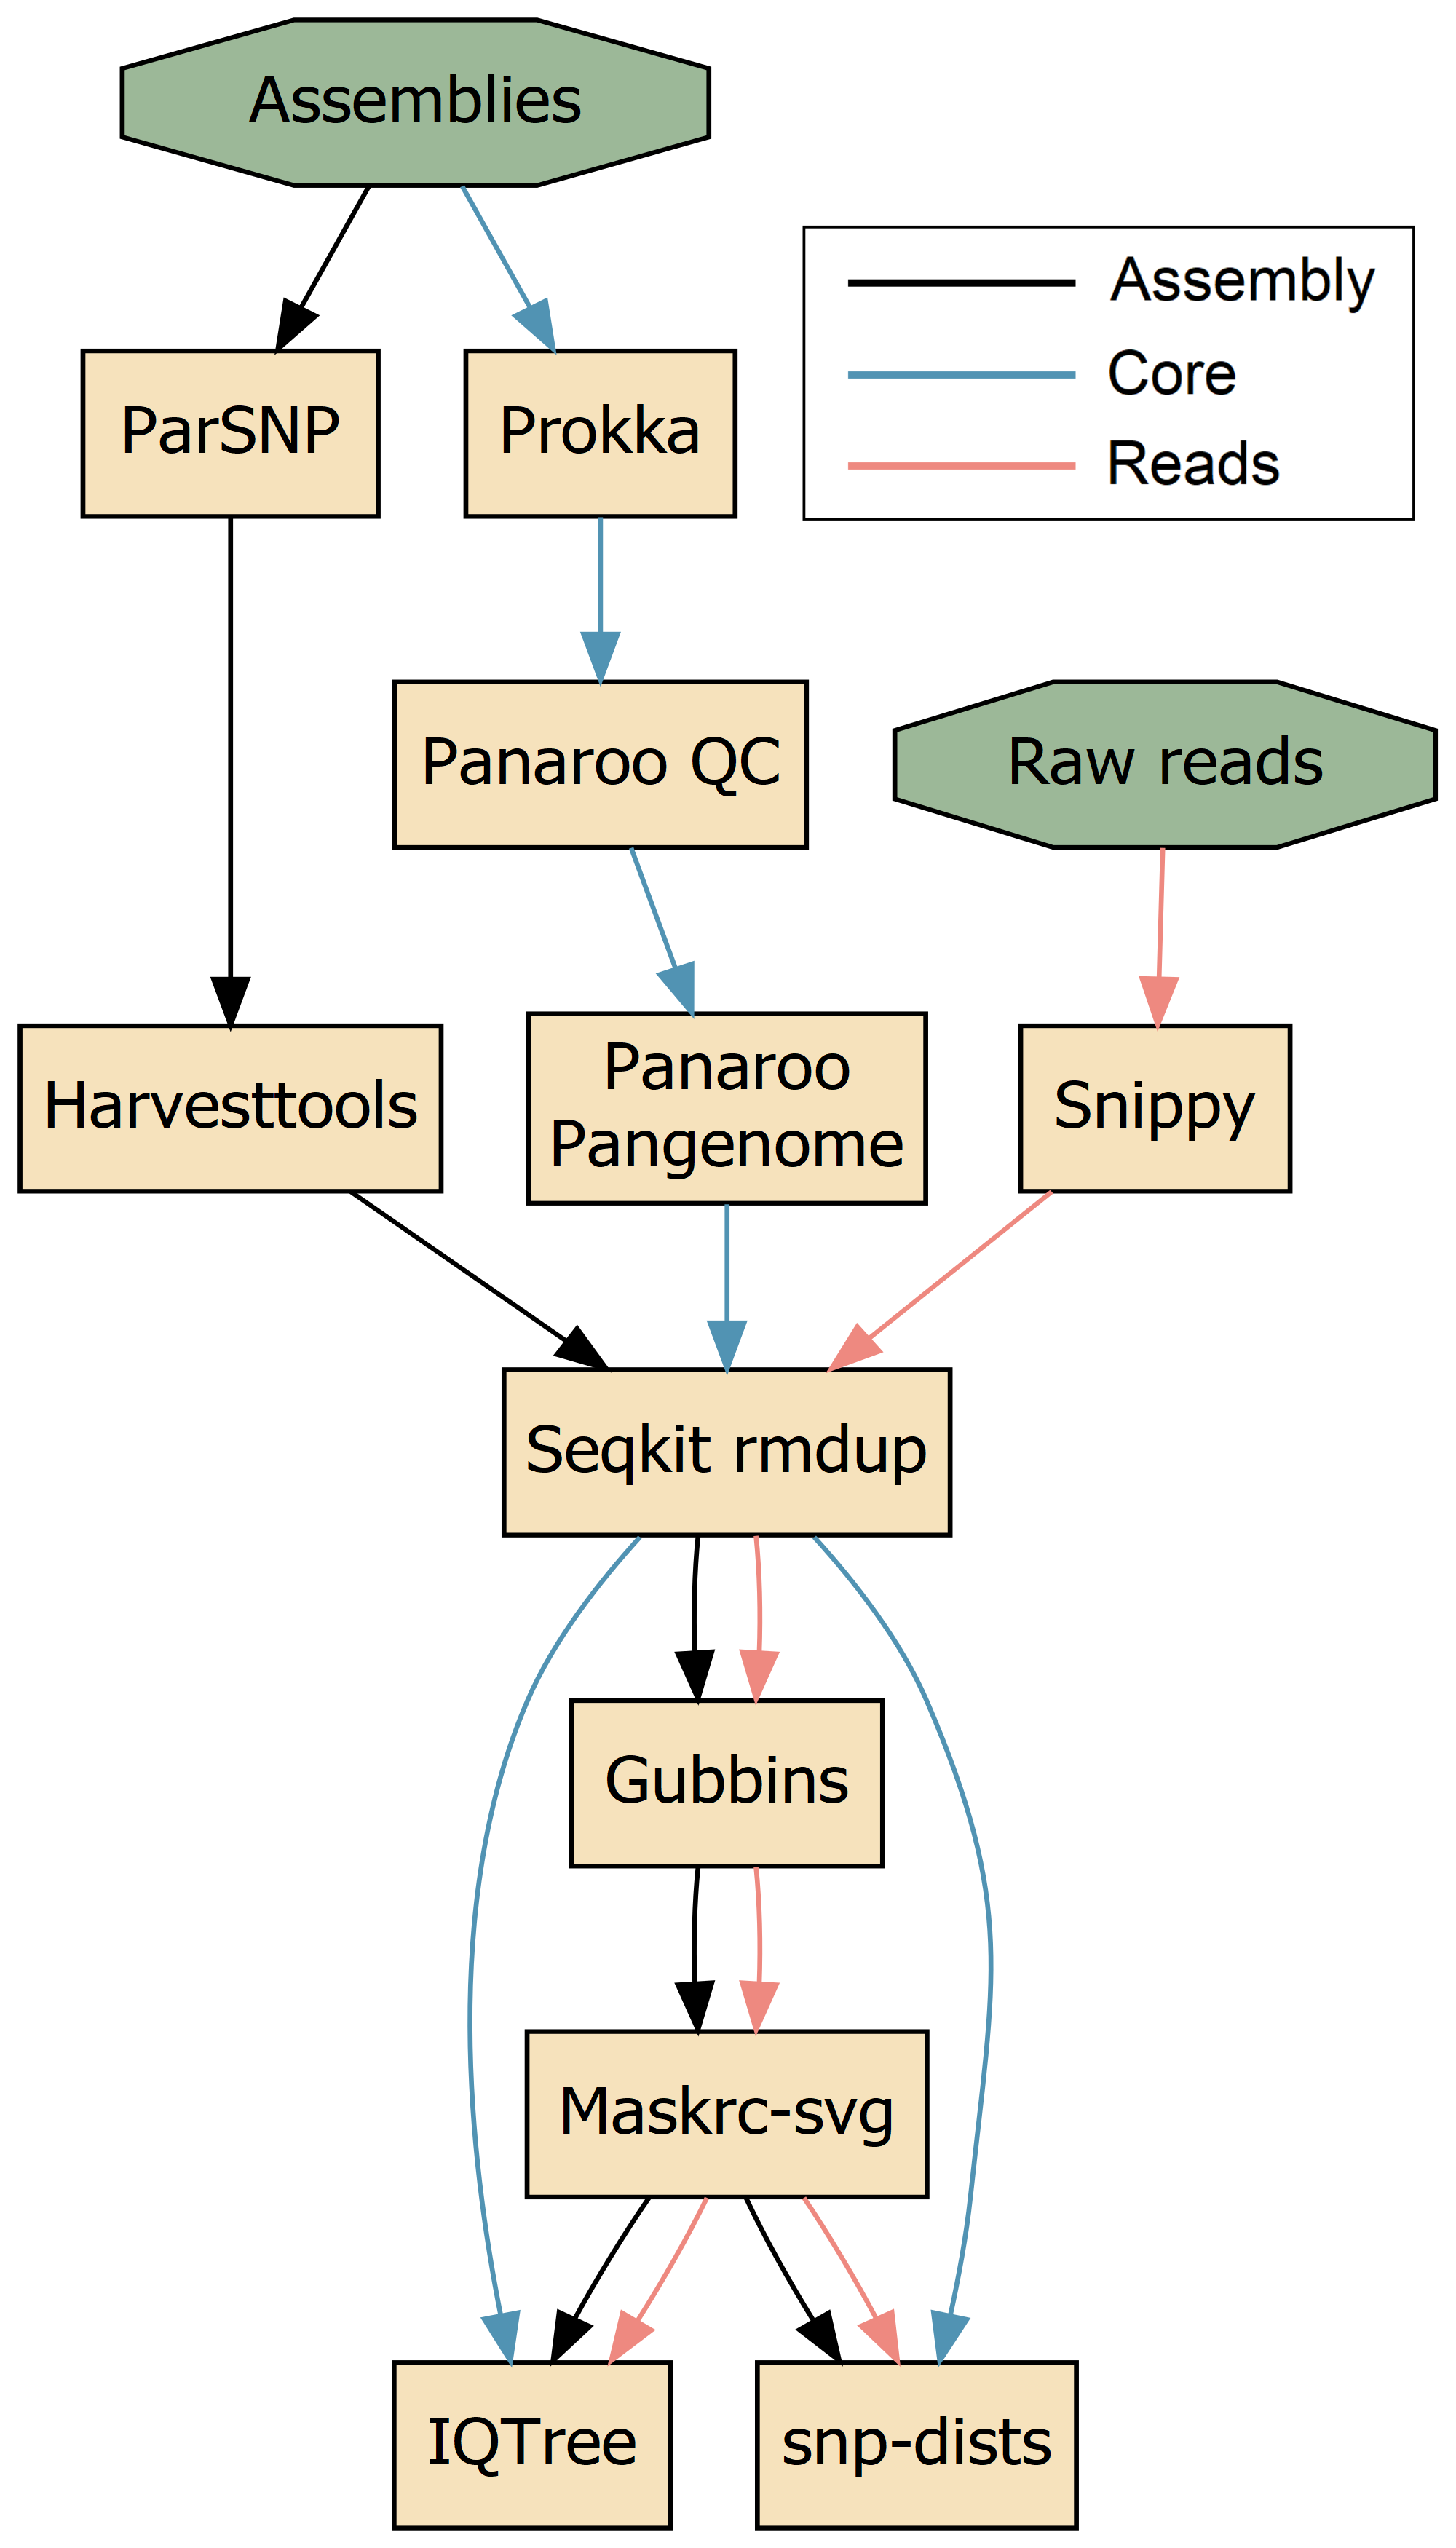 Assemblies
Assembly
Core
Reads
ParSNP
Prokka
Panaroo QC
Raw reads
Harvesttools
Panaroo
Pangenome
Snippy
Seqkit rmdup
Gubbins
Maskrc-svg
IQTree
snp-dists